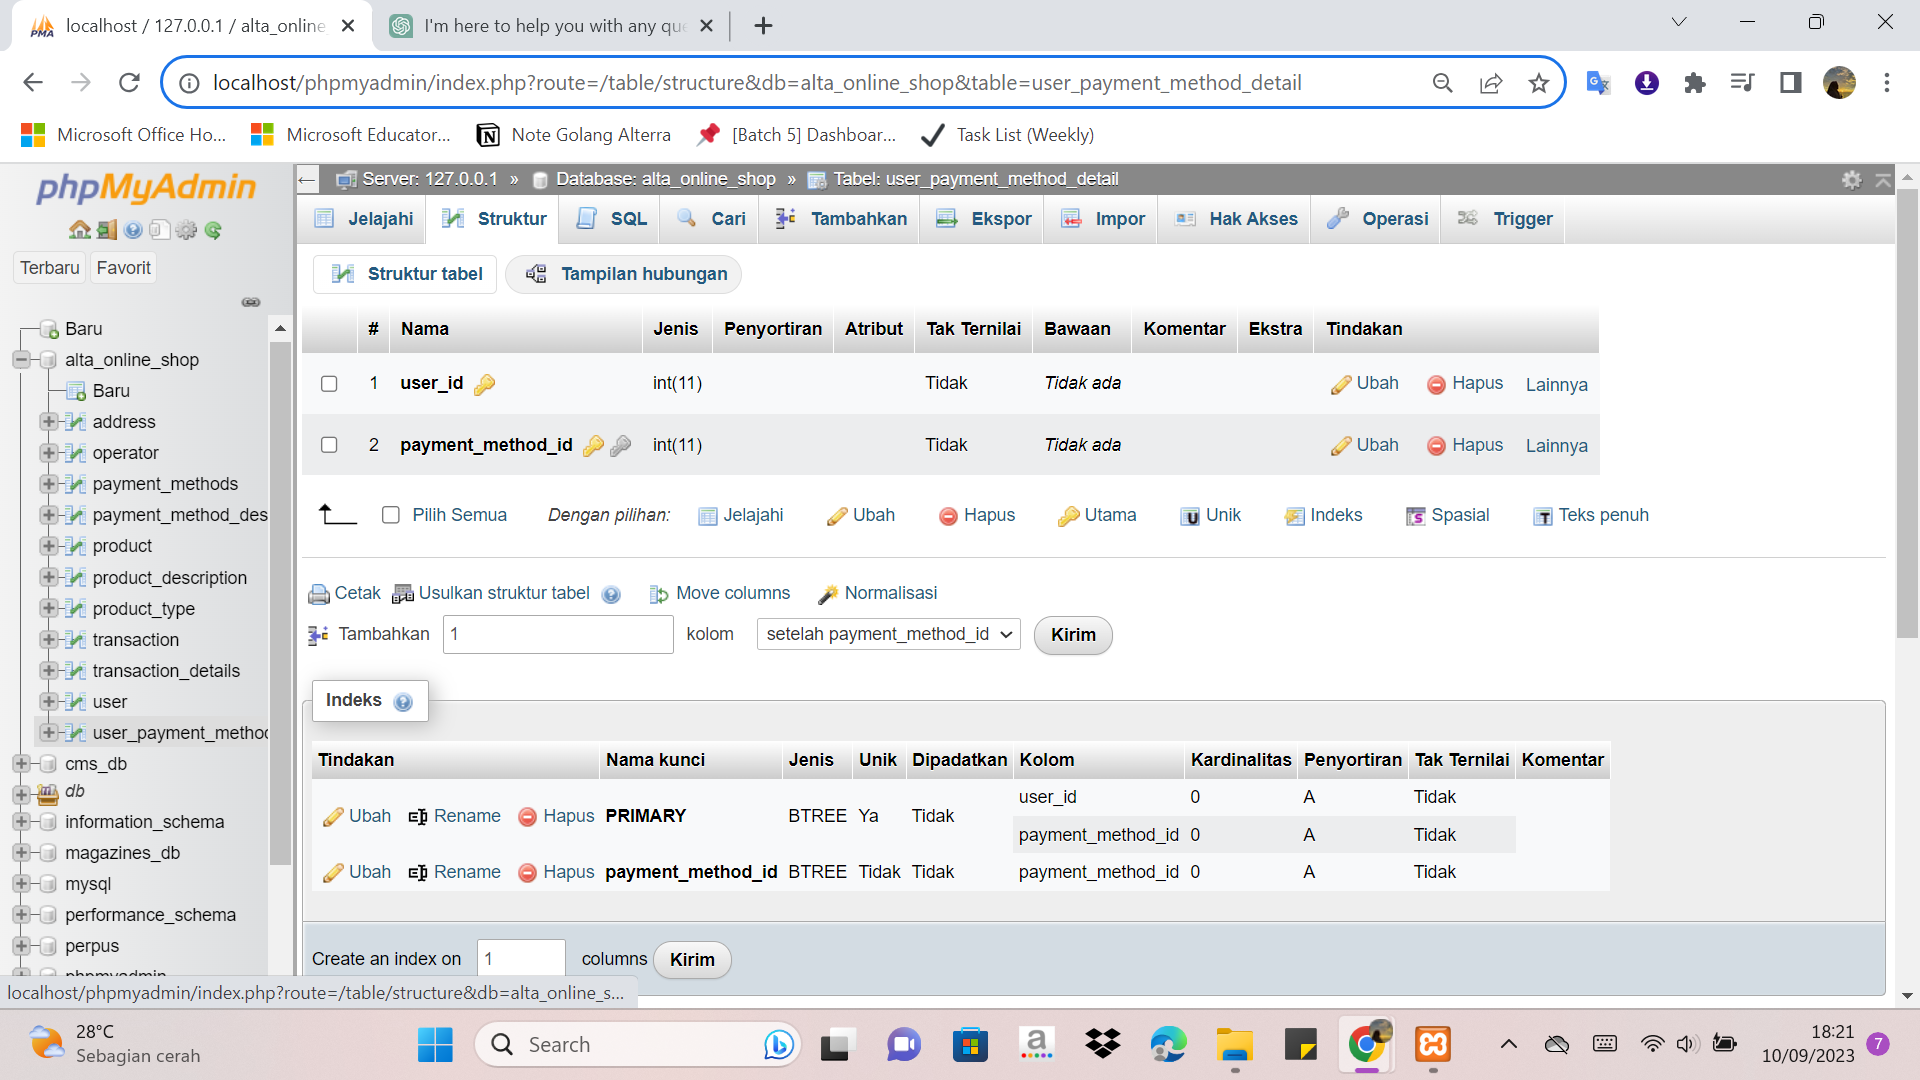 localhost / 127.0.0.1 / alta_online
I'm here to help you with any que
localhost/phpmyadmin/index.php?route=/table/structure&db=alta_online_shop&table=user_payment_method_detail
Microsoft Office Ho...
Microsoft Educator...
Note Golang Alterra
[Batch 5] Dashboar...
Task List (Weekly)
phpMyAdmin
Terbaru
Favorit
Baru
alta_online_shop
Baru
address
operator
payment_methods
payment_method_des
product
product_description
product_type
transaction
transaction_details
user
user_payment_method
cms_db
db
information_schema
magazines_db
mysql
performance_schema
perpus
phpmyadmin
Server: 127.0.0.1 » Database: alta_online_shop » Tabel: user_payment_method_detail
Jelajahi Struktur SQL Cari Tambahkan Ekspor Impor Hak Akses Operasi Trigger
Struktur tabel Tampilan hubungan
# Nama Jenis Penyortiran Atribut Tak Ternilai Bawaan Komentar Ekstra Tindakan
1 user_id int(11) Tidak Tidak ada Ubah Hapus Lainnya
2 payment_method_id int(11) Tidak Tidak ada Ubah Hapus Lainnya
Pilih Semua Dengan pilihan: Jelajahi Ubah Hapus Utama Unik Indeks Spasial Teks penuh
Cetak Usulkan struktur tabel Move columns Normalisasi
Tambahkan 1 kolom setelah payment_method_id Kirim
Indeks
Tindakan Nama kunci Jenis Unik Dipadatkan Kolom Kardinalitas Penyortiran Tak Ternilai Komentar
Ubah Rename Hapus PRIMARY BTREE Ya Tidak user_id 0 A Tidak
payment_method_id 0 A Tidak
Ubah Rename Hapus payment_method_id BTREE Tidak Tidak payment_method_id 0 A Tidak
Create an index on 1 columns Kirim
localhost/phpmyadmin/index.php?route=/table/structure&db=alta_online_s...
28°C
Sebagian cerah
Search
18:21
10/09/2023
7